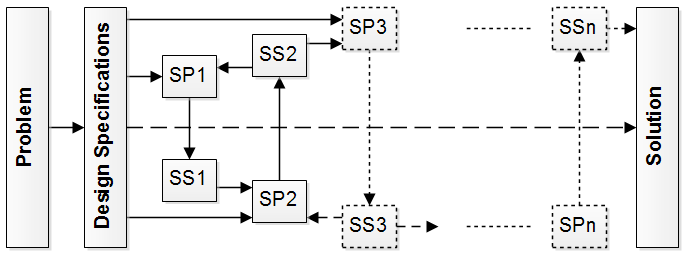 Problem
Design Specifications
SP1
SS1
SS2
SP2
SP3
SS3
SSn
SPn
Solution